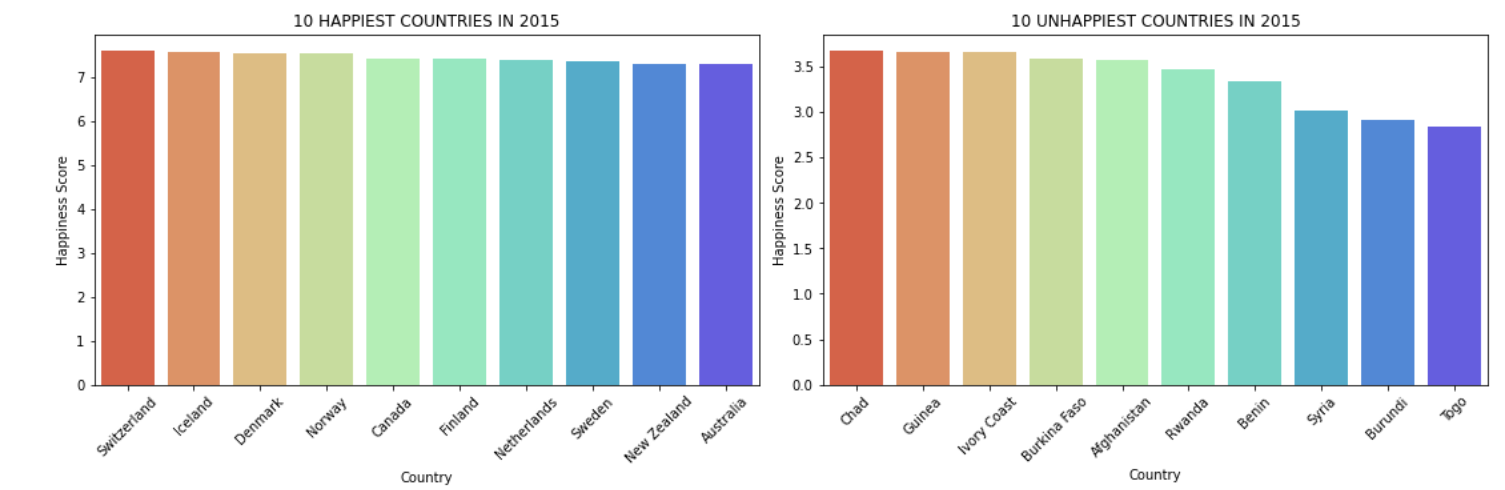 10 HAPPIEST COUNTRIES IN 2015
Happiness Score
7
6
5
4
3
2
1
0
Switzerland
Iceland
Denmark
Norway
Canada
Finland
Netherlands
Sweden
New Zealand
Australia
Country
10 UNHAPPIEST COUNTRIES IN 2015
Happiness Score
3.5
3.0
2.5
2.0
1.5
1.0
0.5
0.0
Chad
Guinea
Ivory Coast
Burkina Faso
Afghanistan
Rwanda
Benin
Syria
Burundi
Togo
Country